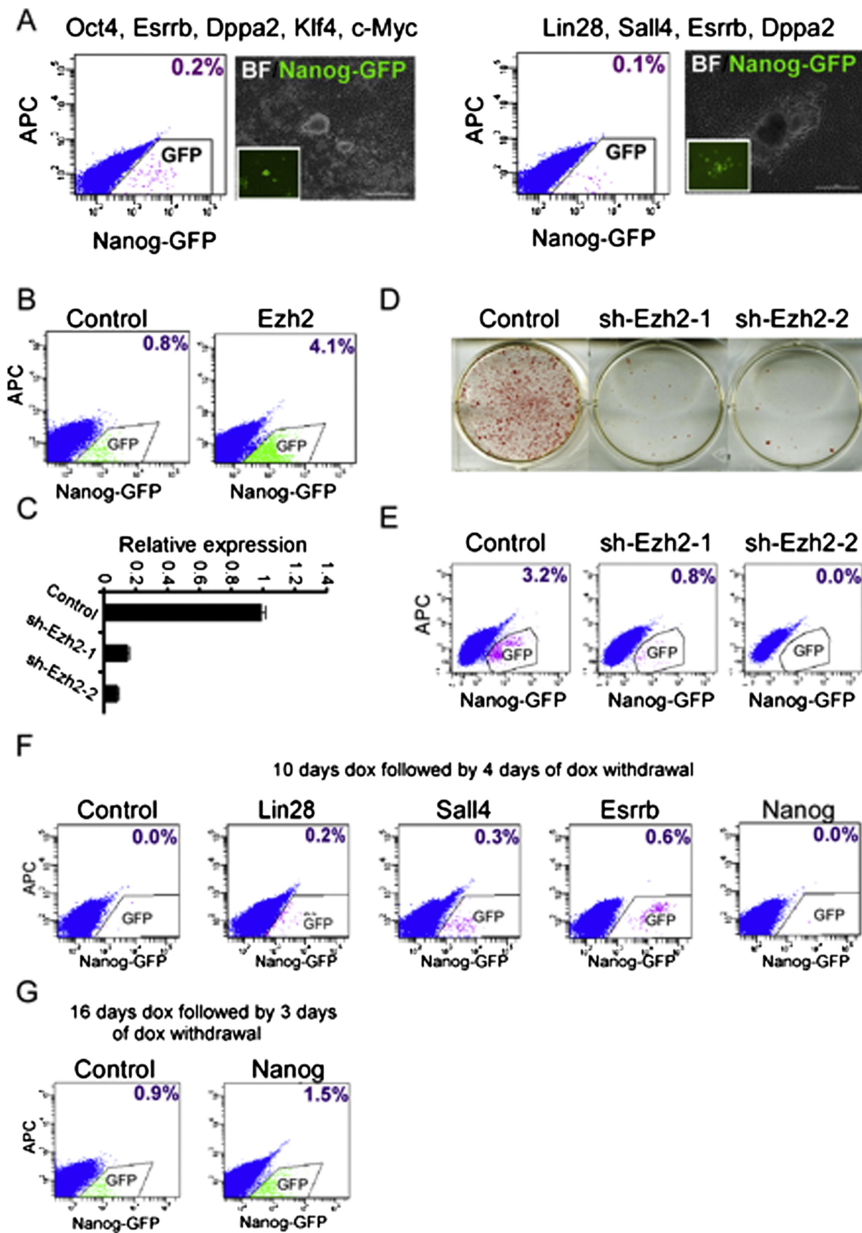 A
Oct4, Esrrb, Dppa2, Klf4, c-Myc
Lin28, Sall4, Esrrb, Dppa2
0.2%
APC
GFP
Nanog-GFP
BF/Nanog-GFP
0.1%
APC
GFP
Nanog-GFP
BF/Nanog-GFP
B
Control
Ezh2
0.8%
4.1%
APC
GFP
GFP
Nanog-GFP
Nanog-GFP
C
Relative expression
0
0.2
0.4
0.6
0.8
1
1.2
1.4
Control
sh-Ezh2-1
sh-Ezh2-2
D
Control
sh-Ezh2-1
sh-Ezh2-2
E
Control
sh-Ezh2-1
sh-Ezh2-2
3.2%
0.8%
0.0%
APC
GFP
GFP
GFP
Nanog-GFP
Nanog-GFP
Nanog-GFP
F
10 days dox followed by 4 days of dox withdrawal
Control
Lin28
Sall4
Esrrb
Nanog
0.0%
0.2%
0.3%
0.6%
0.0%
APC
GFP
GFP
GFP
GFP
GFP
Nanog-GFP
Nanog-GFP
Nanog-GFP
Nanog-GFP
Nanog-GFP
G
16 days dox followed by 3 days
of dox withdrawal
Control
Nanog
0.9%
1.5%
APC
GFP
GFP
Nanog-GFP
Nanog-GFP